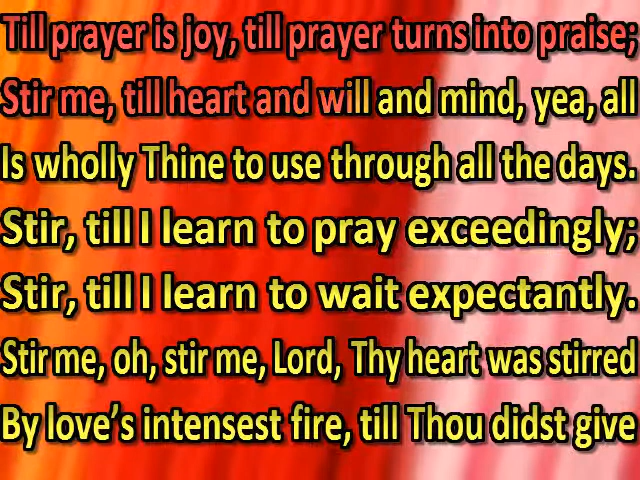 Till prayer is joy, till prayer turns into praise;
Stir me, till heart and will and mind, yea, all
Is wholly Thine to use through all the days.
Stir, till I learn to pray exceedingly;
Stir, till I learn to wait expectantly.
Stir me, oh, stir me, Lord, Thy heart was stirred
By love’s intensest fire, till Thou didst give